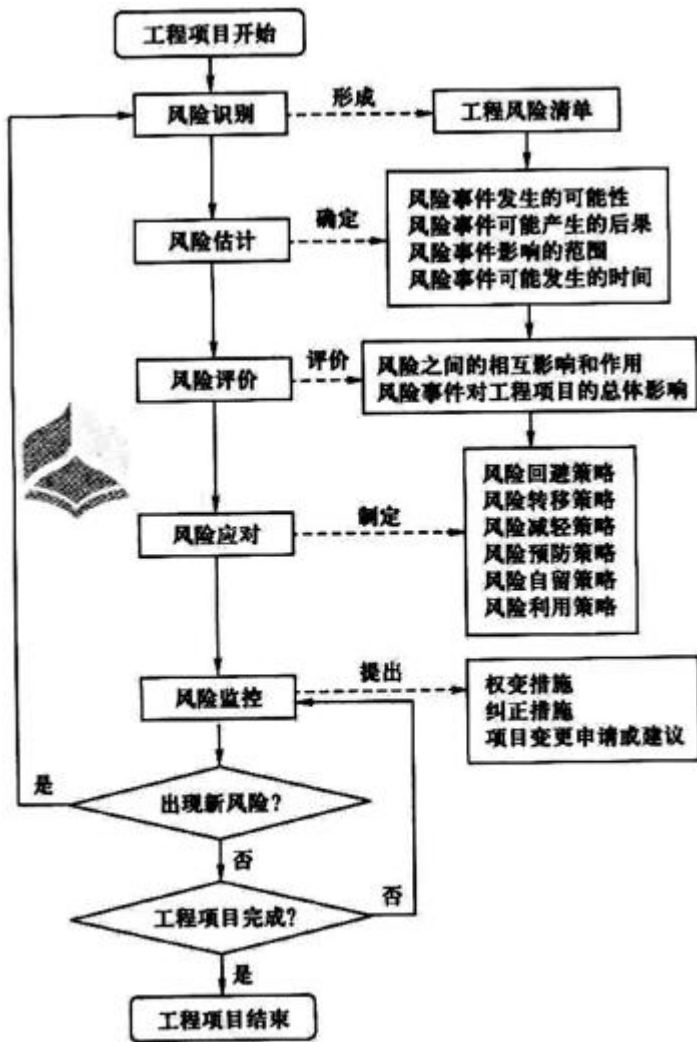 工程项目开始
风险识别
形成
工程风险清单
风险估计
确定
风险事件发生的可能性
风险事件可能产生的后果
风险事件影响的范围
风险事件可能发生的时间
风险评价
评价
风险之间的相互影响和作用
风险事件对工程项目的总体影响
风险应对
制定
风险回避策略
风险转移策略
风险减轻策略
风险预防策略
风险自留策略
风险利用策略
风险监控
提出
权变措施
纠正措施
项目变更申请或建议
是
出现新风险？
否
工程项目完成？
否
是
工程项目结束